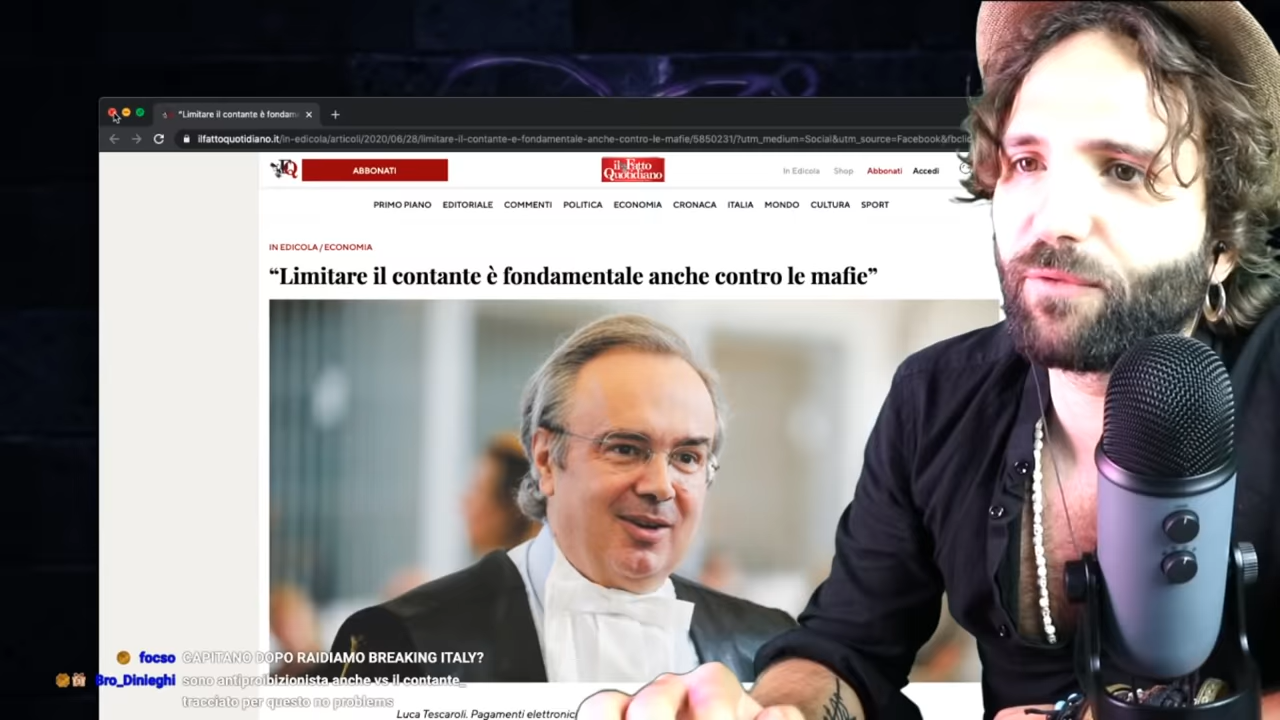 "Limitare il contante è fondam
ilfattoquotidiano.it/in-edicola/articoli/2020/06/28/limitare-il-contante-e-fondamentale-anche-contro-le-mafie/5850231/?utm_medium=Social&utm_source=Facebook&fbclic
FQ ABBONATI il Fatto Quotidiano In Edicola Shop Abbonati Accedi
PRIMO PIANO EDITORIALE COMMENTI POLITICA ECONOMIA CRONACA ITALIA MONDO CULTURA SPORT
IN EDICOLA / ECONOMIA
“Limitare il contante è fondamentale anche contro le mafie”
focso CAPITANO DOPO RAIDIAMO BREAKING ITALY?
Bro_Dinieghi sono antiproibizionista anche vs il contante_
tracciato per questo no problems
Luca Tescaroli. Pagamenti elettronic